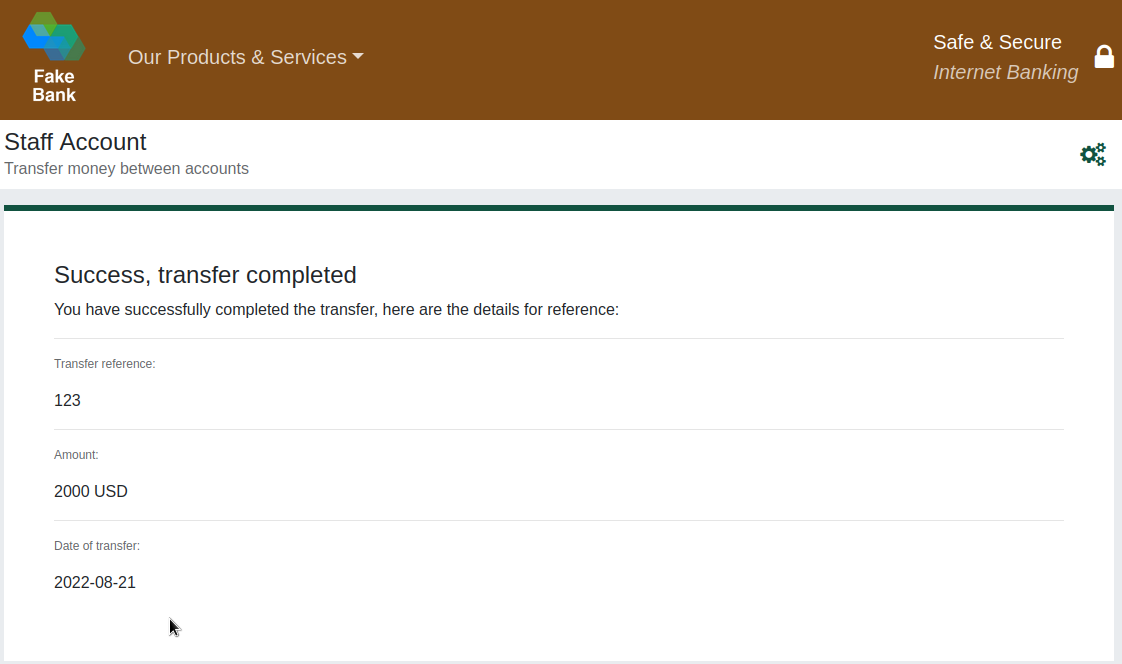 Fake
Bank
Our Products & Services
Safe & Secure
Internet Banking
Staff Account
Transfer money between accounts
Success, transfer completed
You have successfully completed the transfer, here are the details for reference:
Transfer reference:
123
Amount:
2000 USD
Date of transfer:
2022-08-21